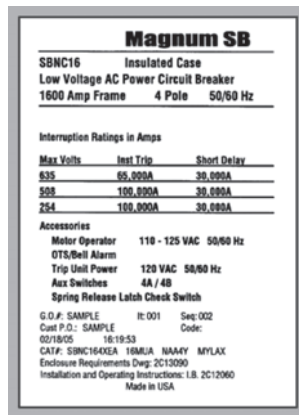 Magnum SB
SBNC16 Insulated Case
Low Voltage AC Power Circuit Breaker
1600 Amp Frame 4 Pole 50/60 Hz
Interruption Ratings in Amps
Max Volts Inst Trip Short Delay
635 65,000A 30,000A
508 100,000A 30,000A
254 100,000A 30,000A
Accessories
Motor Operator 110 - 125 VAC 50/60 Hz
OTS/Bell Alarm
Trip Unit Power 120 VAC 50/60 Hz
Aux Switches 4A / 4B
Spring Release Latch Check Switch
G.O.#: SAMPLE It: 001 Seq: 002
Cust P.O.: SAMPLE Code:
02/18/05 16:19:53
CAT#: SBNC164XEA 16MUA NAA4Y MYLAX
Enclosure Requirements Dwg: 2C13090
Installation and Operating Instructions: I.B. 2C12060
Made in USA